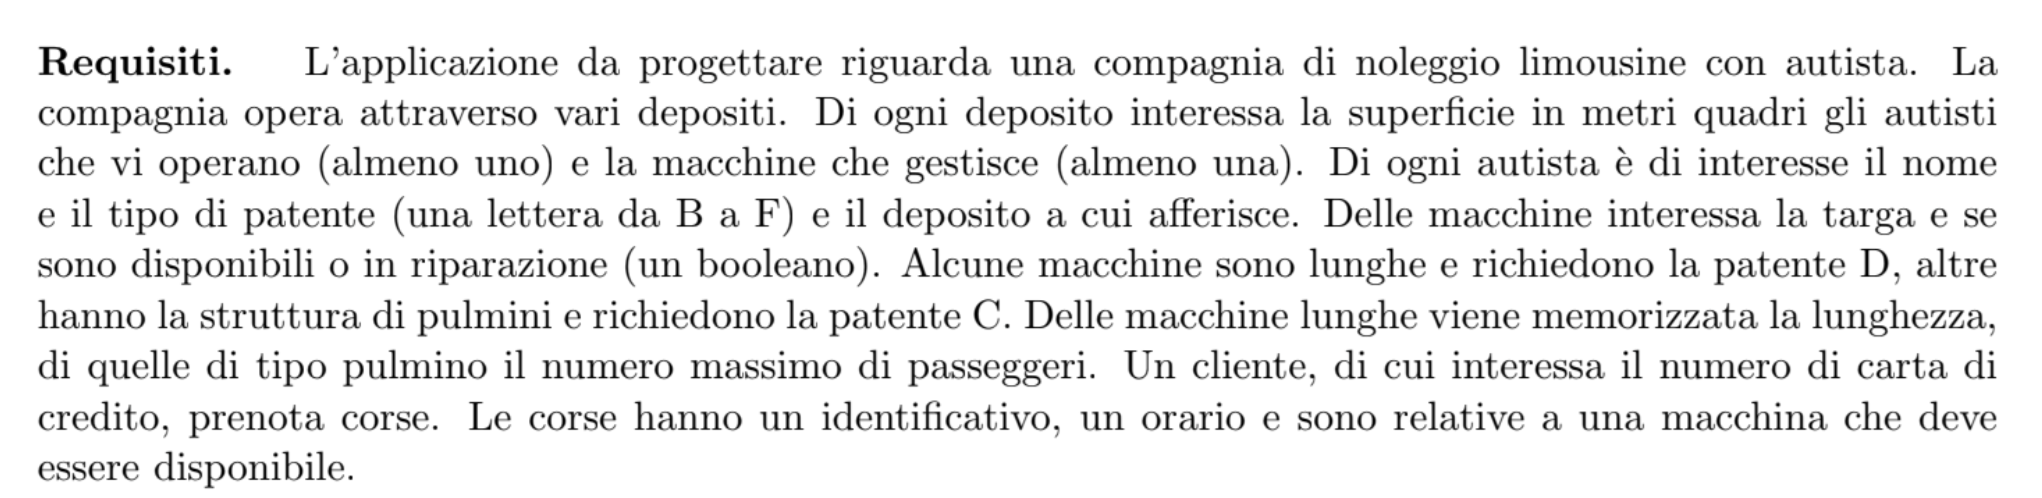 Requisiti. L'applicazione da progettare riguarda una compagnia di noleggio limousine con autista. La
compagnia opera attraverso vari depositi. Di ogni deposito interessa la superficie in metri quadri gli autisti
che vi operano (almeno uno) e la macchine che gestisce (almeno una). Di ogni autista è di interesse il nome
e il tipo di patente (una lettera da B a F) e il deposito a cui afferisce. Delle macchine interessa la targa e se
sono disponibili o in riparazione (un booleano). Alcune macchine sono lunghe e richiedono la patente D, altre
hanno la struttura di pulmini e richiedono la patente C. Delle macchine lunghe viene memorizzata la lunghezza,
di quelle di tipo pulmino il numero massimo di passeggeri. Un cliente, di cui interessa il numero di carta di
credito, prenota corse. Le corse hanno un identificativo, un orario e sono relative a una macchina che deve
essere disponibile.